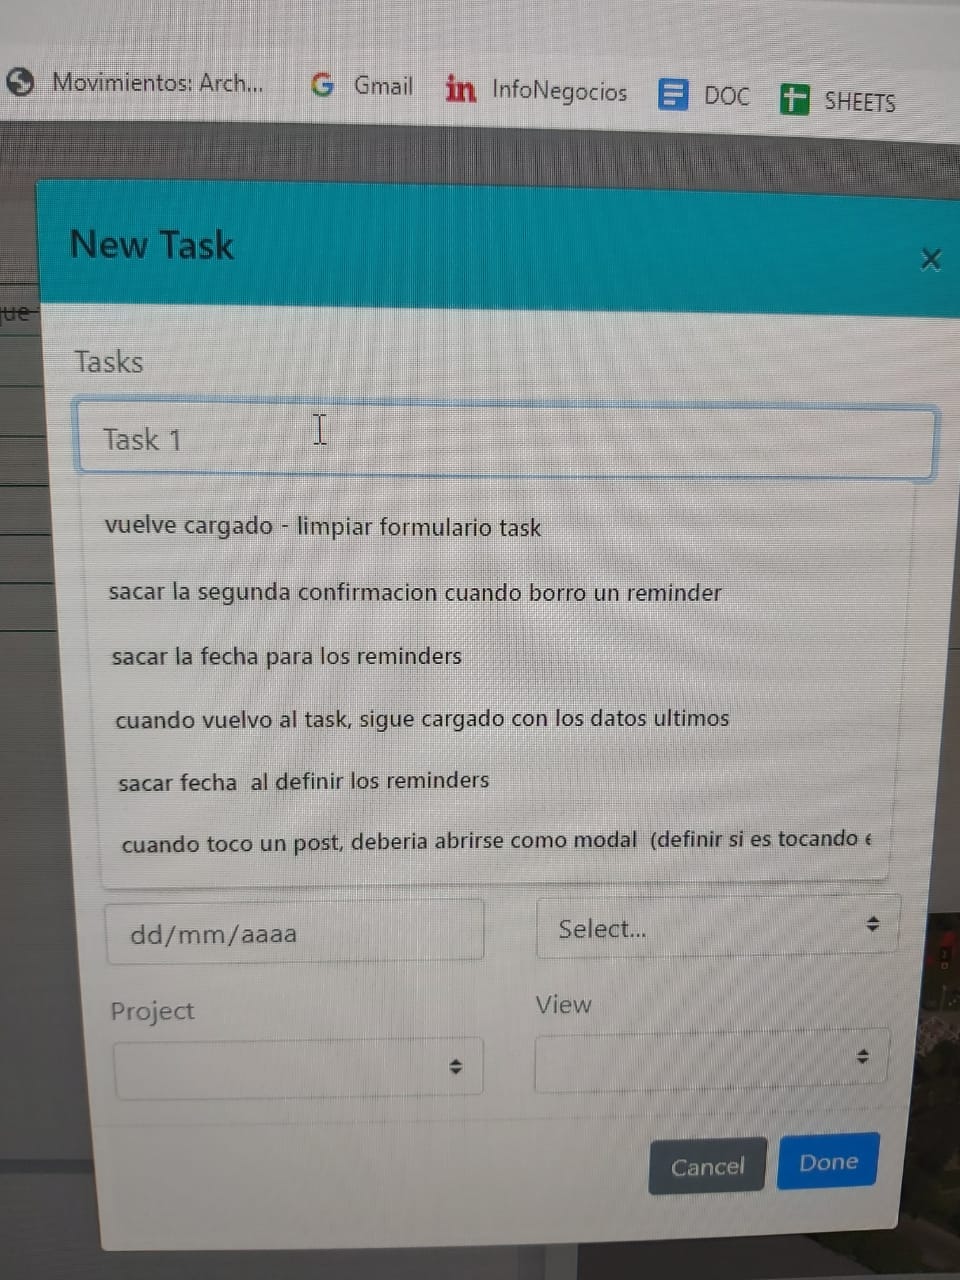 Movimientos: Arch... Gmail InfoNegocios DOC SHEETS
New Task
que
Tasks
Task 1
vuelve cargado - limpiar formulario task
sacar la segunda confirmacion cuando borro un reminder
sacar la fecha para los reminders
cuando vuelvo al task, sigue cargado con los datos ultimos
sacar fecha al definir los reminders
cuando toco un post, deberia abrirse como modal (definir si es tocando e
dd/mm/aaaa Select...
Project View
Cancel Done